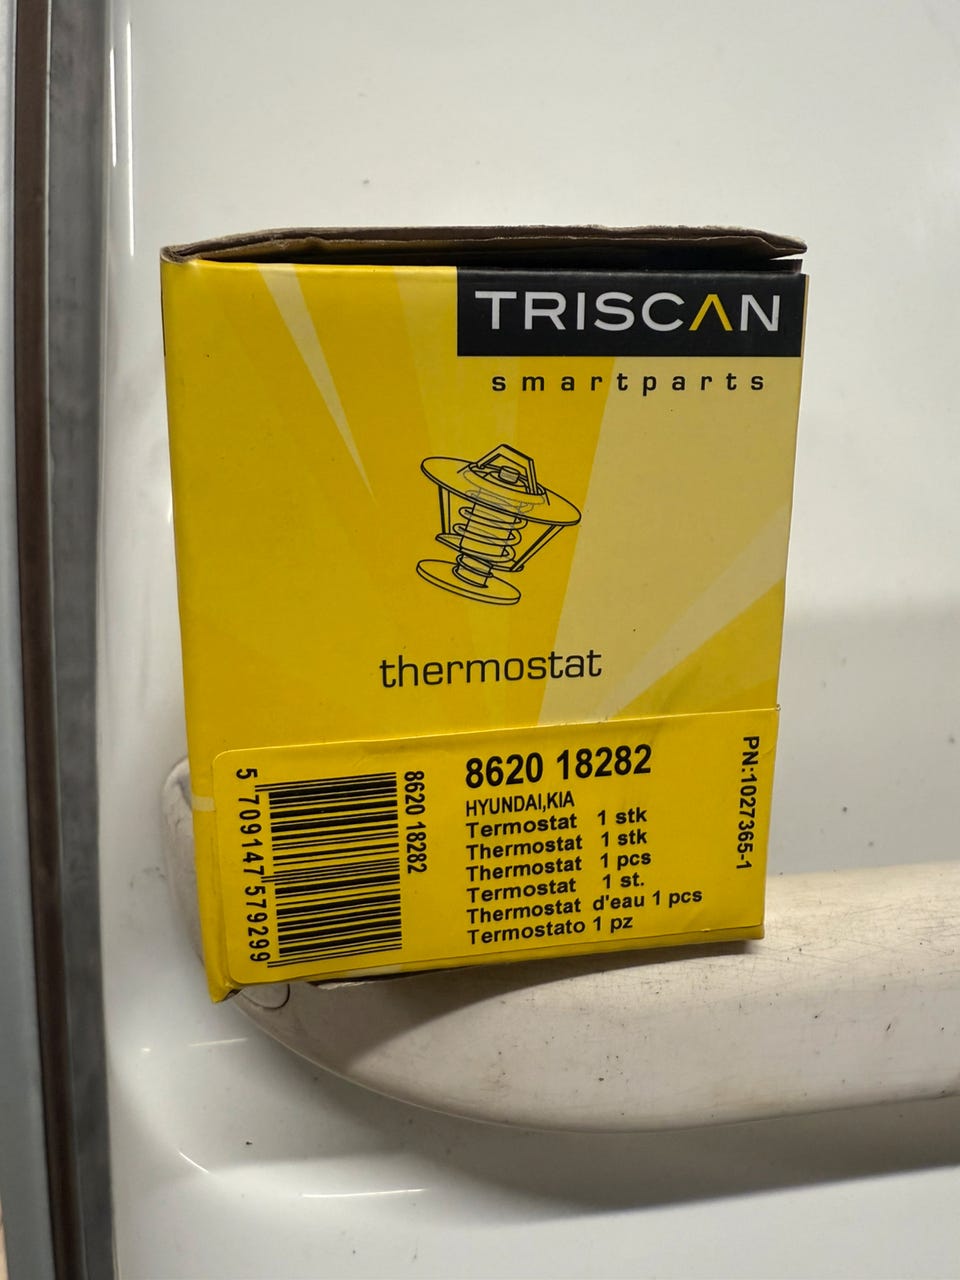 TRISCAN
smartparts
thermostat
8620 18282
HYUNDAI,KIA
Termostat 1 stk
Thermostat 1 stk
Thermostat 1 pcs
Termostat 1 st.
Thermostat d'eau 1 pcs
Termostato 1 pz
8620 18282
5 709147 579299
PN:1027365-1